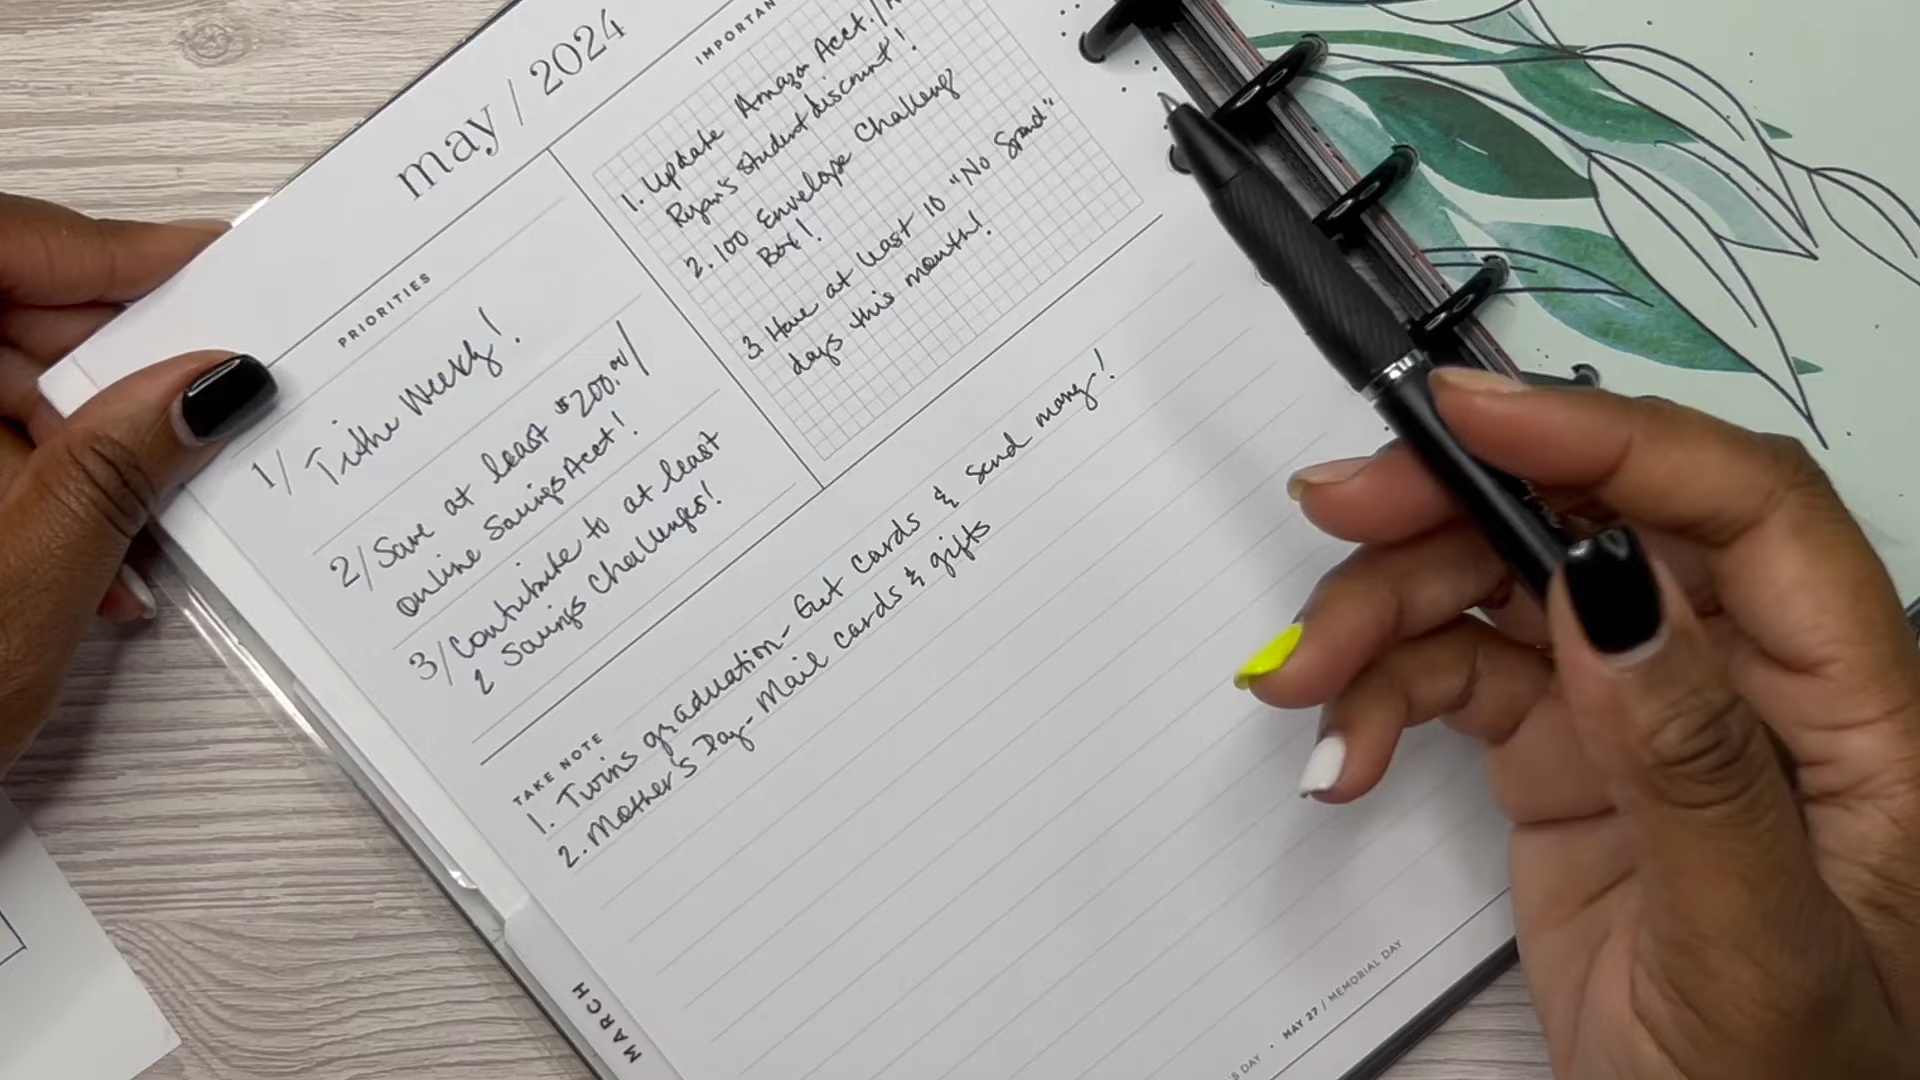 may / 2024
PRIORITIES
1/ Tithe Weekly!
2/ Save at least $200.00/
online Savings Acct!
3/ Contribute to at least
2 Savings Challenges!
IMPORTAN
1. Update Amazon Acct./
Ryan's student discount!
2. 100 Envelope Challeng
Box!
3. Have at least 10 "No Spend"
days this month!
TAKE NOTE
1. Twins graduation - Get Cards & send money!
2. Mother's Day - Mail cards & gifts
MARCH
'S DAY • MAY 27 / MEMORIAL DAY